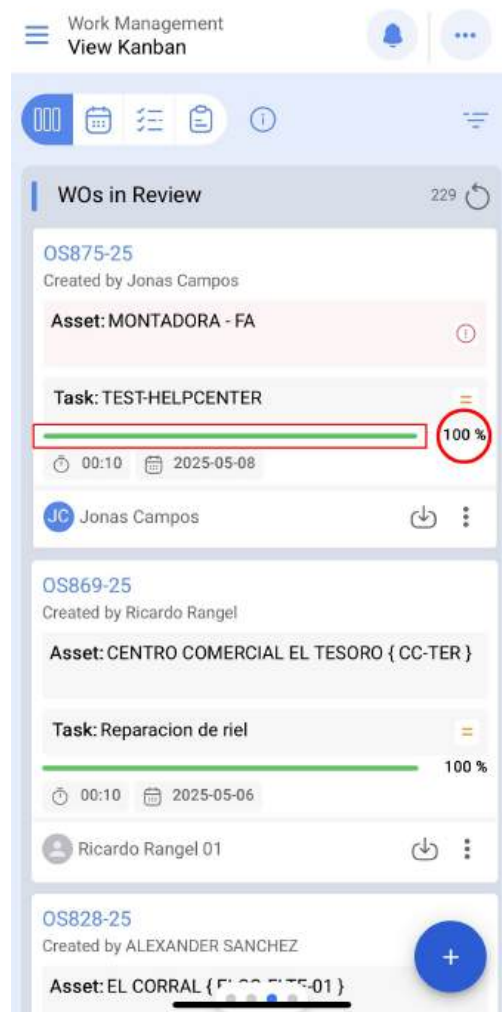 Work Management
View Kanban
WOs in Review 229
OS875-25
Created by Jonas Campos
Asset: MONTADORA - FA
Task: TEST-HELPCENTER =
100 %
00:10 2025-05-08
JC Jonas Campos
OS869-25
Created by Ricardo Rangel
Asset: CENTRO COMERCIAL EL TESORO { CC-TER }
Task: Reparacion de riel =
100 %
00:10 2025-05-06
Ricardo Rangel 01
OS828-25
Created by ALEXANDER SANCHEZ
+
Asset: EL CORRAL { -01 }